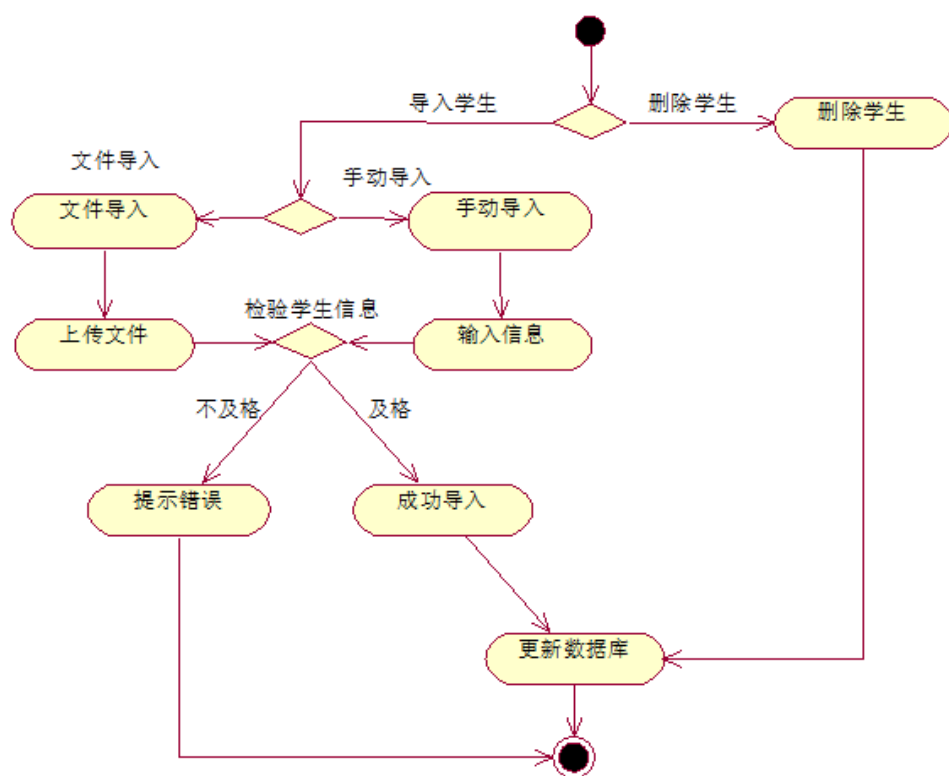 导入学生
删除学生
删除学生
文件导入
手动导入
文件导入
手动导入
检验学生信息
上传文件
输入信息
不及格
及格
提示错误
成功导入
更新数据库